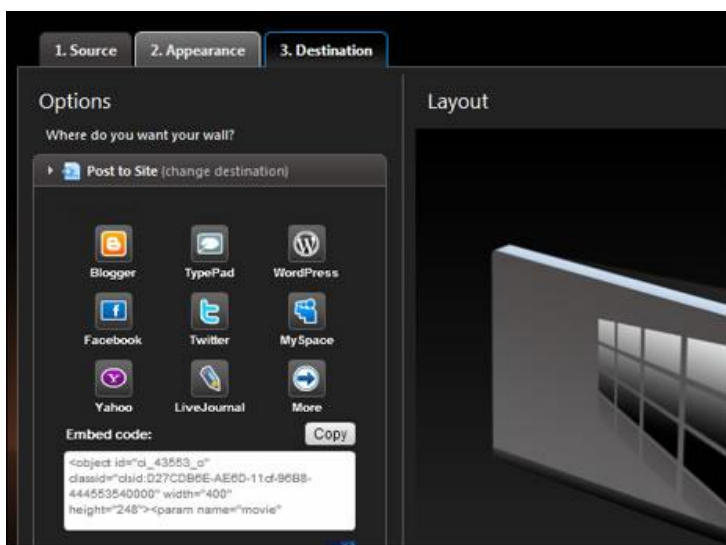 1. Source 2. Appearance 3. Destination
Options
Layout
Where do you want your wall?
Post to Site (change destination)
Blogger TypePad WordPress
Facebook Twitter MySpace
Yahoo LiveJournal More
Embed code: Copy
<object id="ci_43553_o"
classid="clsid:D27CDB6E-AE6D-11cf-96B8-
444553540000" width="400"
height="248"><param name="movie"